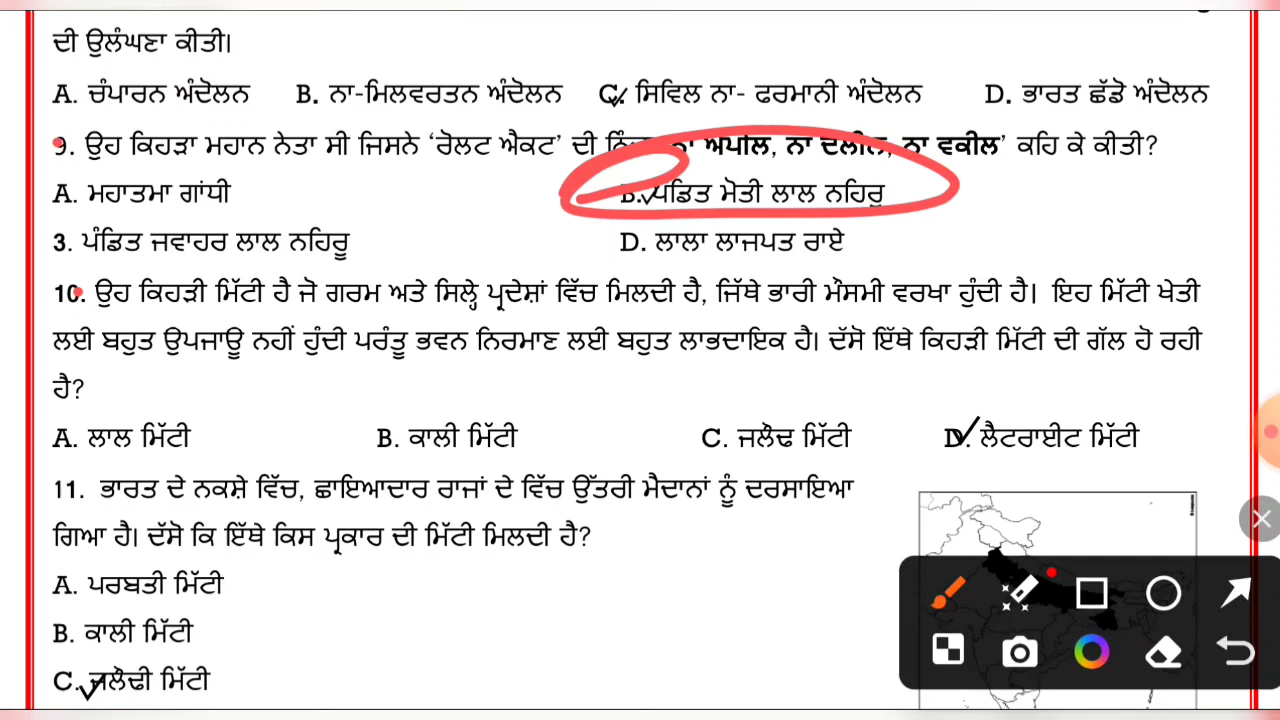 ਦੀ ਉਲੰਘਣਾ ਕੀਤੀ।
A. ਚੰਪਾਰਨ ਅੰਦੋਲਨ B. ਨਾ-ਮਿਲਵਰਤਨ ਅੰਦੋਲਨ C. ਸਿਵਿਲ ਨਾ- ਫਰਮਾਨੀ ਅੰਦੋਲਨ D. ਭਾਰਤ ਛੱਡੋ ਅੰਦੋਲਨ
9. ਉਹ ਕਿਹੜਾ ਮਹਾਨ ਨੇਤਾ ਸੀ ਜਿਸਨੇ ‘ਰੋਲਟ ਐਕਟ’ ਦੀ ਅਪੀਲ, ਨਾ ਦਲੀਲ, ਨਾ ਵਕੀਲ’ ਕਹਿ ਕੇ ਕੀਤੀ?
A. ਮਹਾਤਮਾ ਗਾਂਧੀ B. ਪੰਡਿਤ ਮੋਤੀ ਲਾਲ ਨਹਿਰੂ
3. ਪੰਡਿਤ ਜਵਾਹਰ ਲਾਲ ਨਹਿਰੂ D. ਲਾਲਾ ਲਾਜਪਤ ਰਾਏ
10. ਉਹ ਕਿਹੜੀ ਮਿੱਟੀ ਹੈ ਜੋ ਗਰਮ ਅਤੇ ਸਿਲ੍ਹੇ ਪ੍ਰਦੇਸ਼ਾਂ ਵਿੱਚ ਮਿਲਦੀ ਹੈ, ਜਿੱਥੇ ਭਾਰੀ ਮੌਸਮੀ ਵਰਖਾ ਹੁੰਦੀ ਹੈ। ਇਹ ਮਿੱਟੀ ਖੇਤੀ
ਲਈ ਬਹੁਤ ਉਪਜਾਊ ਨਹੀਂ ਹੁੰਦੀ ਪਰੰਤੂ ਭਵਨ ਨਿਰਮਾਣ ਲਈ ਬਹੁਤ ਲਾਭਦਾਇਕ ਹੈ। ਦੱਸੋ ਇੱਥੇ ਕਿਹੜੀ ਮਿੱਟੀ ਦੀ ਗੱਲ ਹੋ ਰਹੀ
ਹੈ?
A. ਲਾਲ ਮਿੱਟੀ B. ਕਾਲੀ ਮਿੱਟੀ C. ਜਲੌਢ ਮਿੱਟੀ D. ਲੈਟਰਾਈਟ ਮਿੱਟੀ
11. ਭਾਰਤ ਦੇ ਨਕਸ਼ੇ ਵਿੱਚ, ਛਾਇਆਦਾਰ ਰਾਜਾਂ ਦੇ ਵਿੱਚ ਉੱਤਰੀ ਮੈਦਾਨਾਂ ਨੂੰ ਦਰਸਾਇਆ
ਗਿਆ ਹੈ। ਦੱਸੋ ਕਿ ਇੱਥੇ ਕਿਸ ਪ੍ਰਕਾਰ ਦੀ ਮਿੱਟੀ ਮਿਲਦੀ ਹੈ?
A. ਪਰਬਤੀ ਮਿੱਟੀ
B. ਕਾਲੀ ਮਿੱਟੀ
C. ਜਲੋਢੀ ਮਿੱਟੀ